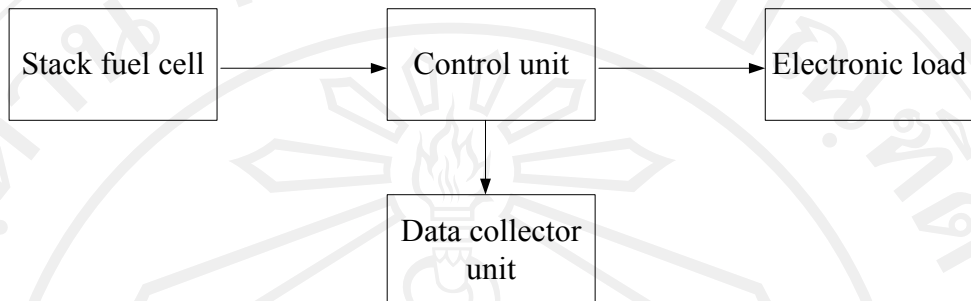 Stack fuel cell
Control unit
Electronic load
Data collector
unit